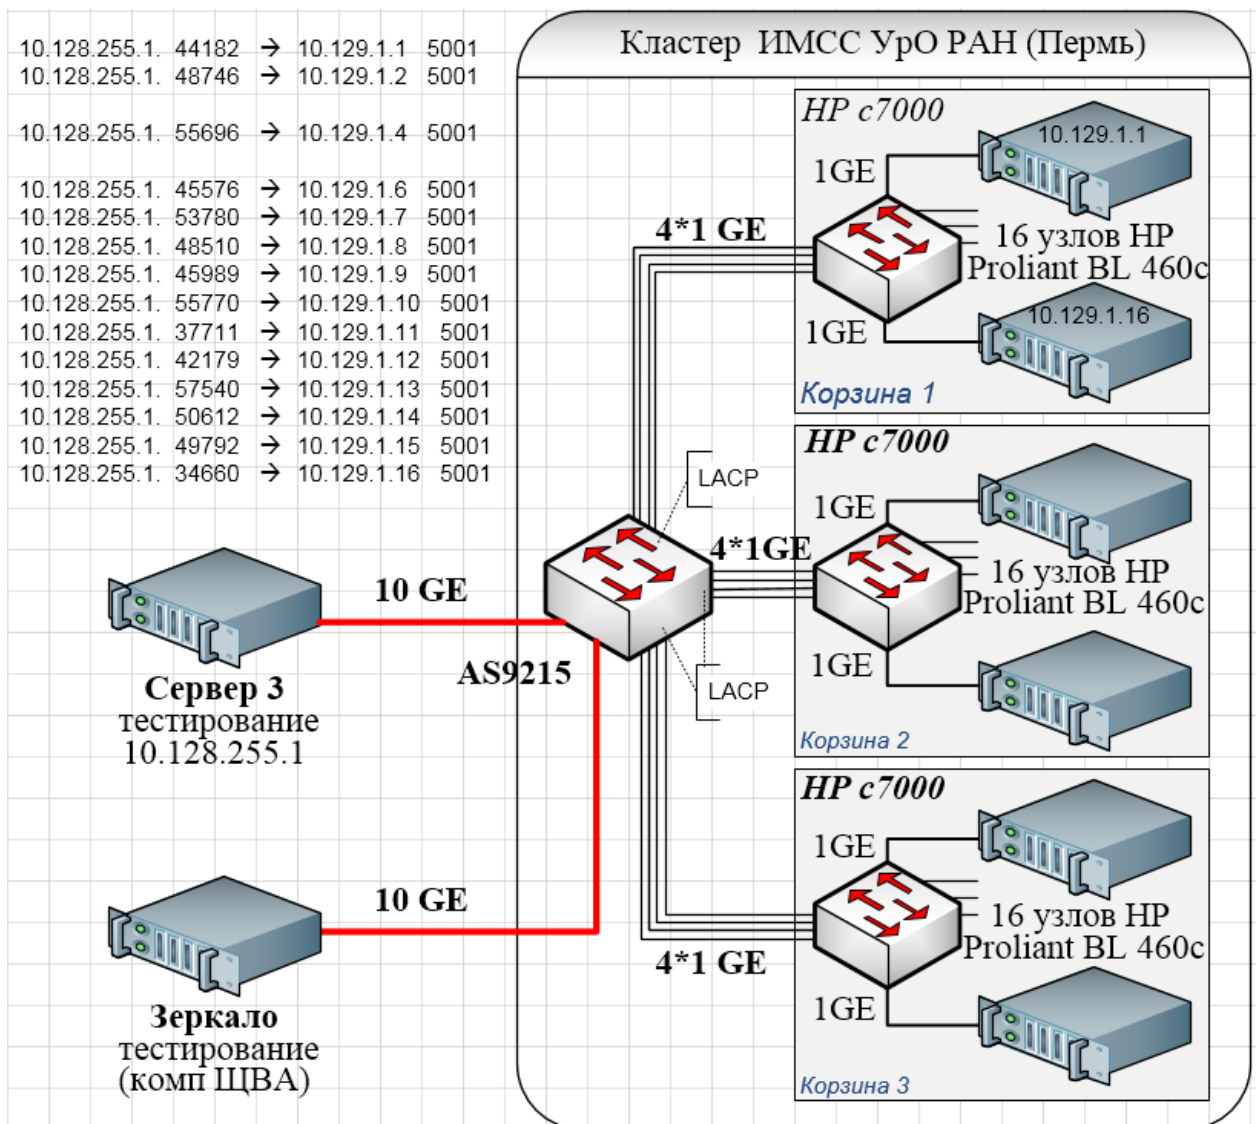 10.128.255.1. 44182 → 10.129.1.1 5001
10.128.255.1. 48746 → 10.129.1.2 5001
10.128.255.1. 55696 → 10.129.1.4 5001
10.128.255.1. 45576 → 10.129.1.6 5001
10.128.255.1. 53780 → 10.129.1.7 5001
10.128.255.1. 48510 → 10.129.1.8 5001
10.128.255.1. 45989 → 10.129.1.9 5001
10.128.255.1. 55770 → 10.129.1.10 5001
10.128.255.1. 37711 → 10.129.1.11 5001
10.128.255.1. 42179 → 10.129.1.12 5001
10.128.255.1. 57540 → 10.129.1.13 5001
10.128.255.1. 50612 → 10.129.1.14 5001
10.128.255.1. 49792 → 10.129.1.15 5001
10.128.255.1. 34660 → 10.129.1.16 5001
Кластер ИМСС УрО РАН (Пермь)
HP c7000
10.129.1.1
1GE
4*1 GE
16 узлов HP
Proliant BL 460c
10.129.1.16
1GE
Корзина 1
HP c7000
LACP
1GE
4*1GE
16 узлов HP
Proliant BL 460c
1GE
LACP
Корзина 2
10 GE
AS9215
Сервер 3
тестирование
10.128.255.1
HP c7000
1GE
10 GE
16 узлов HP
Proliant BL 460c
4*1 GE
1GE
Корзина 3
Зеркало
тестирование
(комп ЩВА)